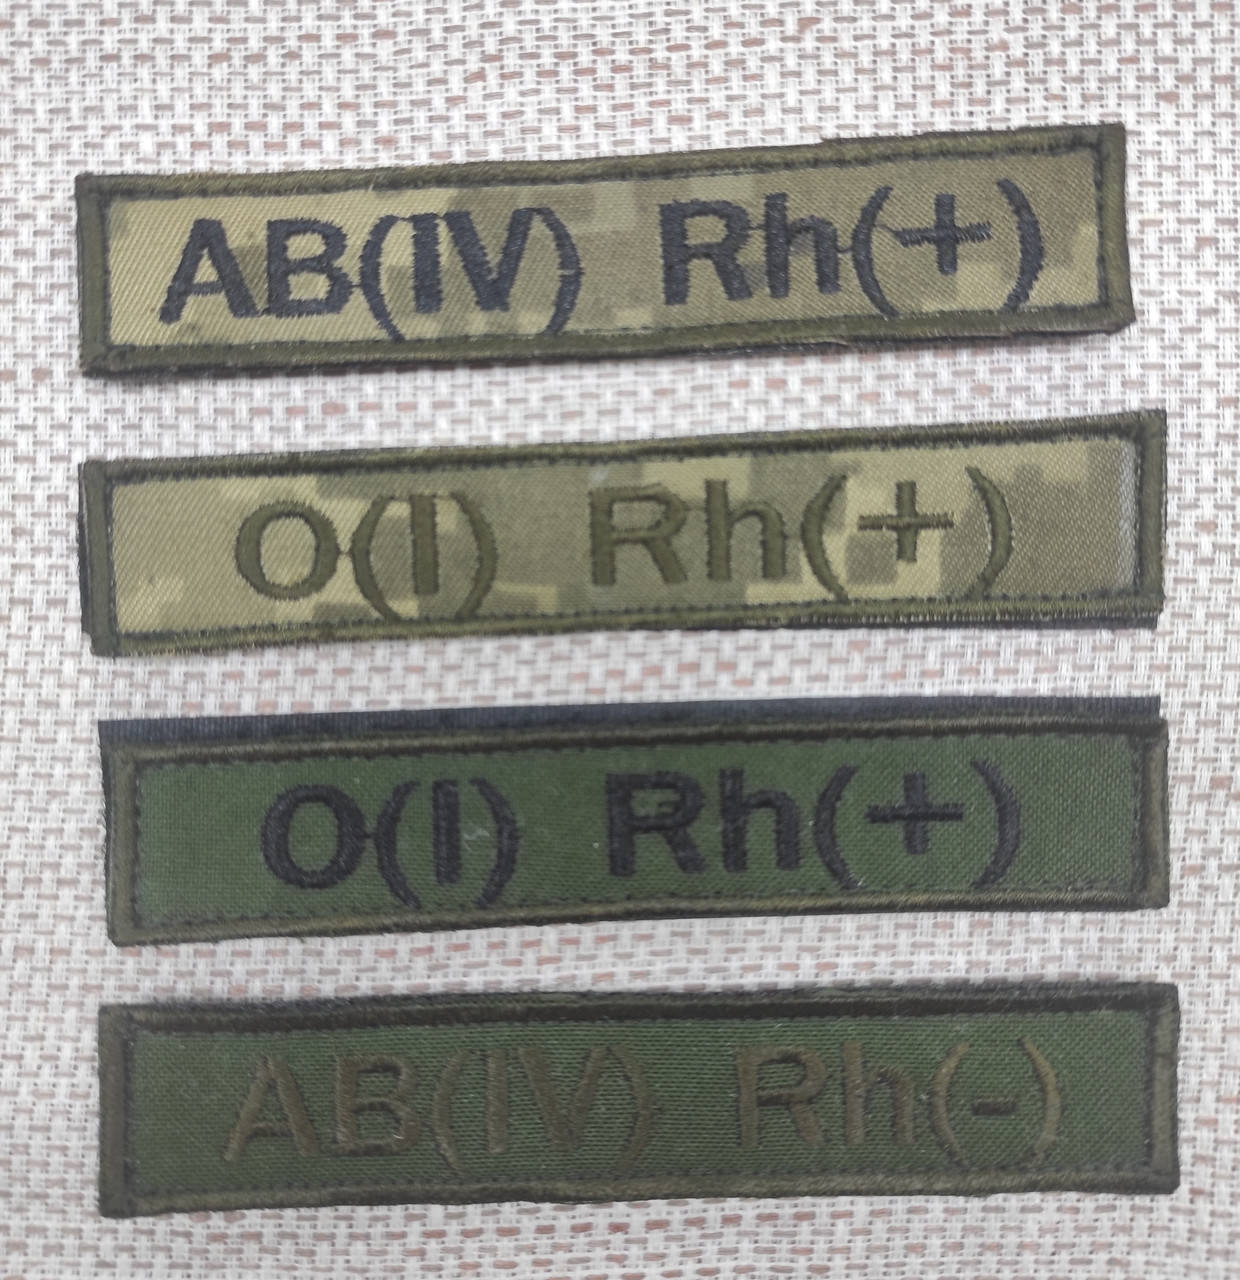 AB(IV) Rh(+)
O(I) Rh(+)
O(I) Rh(+)
AB(IV) Rh(-)